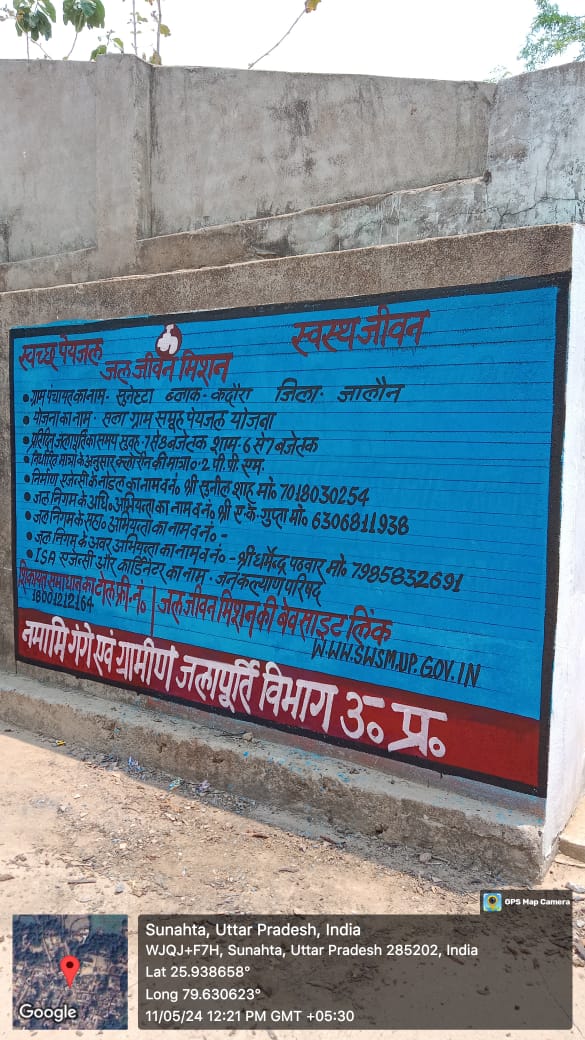 स्वच्छ पेयजल
स्वस्थ जीवन
जल जीवन मिशन
• ग्राम पंचायत का नाम- सुनेहटा ब्लाक- कदौरा जिला- जालौन
• योजना का नाम- सला ग्राम समूह पेयजल योजना
• प्रतिदिन जलापूर्ति का समय सुबह-7 से 8 बजे तक शाम- 6 से 7 बजे तक
• निर्धारित मात्रा के अनुसार क्लोरीन की मात्रा०-2 पी.पी.एम.
• निर्माण एजेन्सी के नोडल का नाम व नं० श्री सुनील शाह मो० 7018030254
• जल निगम के अधि. अभियन्ता का नाम व नं० श्री ए.के.गुप्ता मो० 6306811938
• जल निगम के सहा० अभियन्ता का नाम व नं० -
• जल निगम के अवर अभियन्ता का नाम व नं० - श्री धर्मेन्द्र पठवार मो० 7985832691
• ISA एजेन्सी और कार्डिनेटर का नाम - जनकल्याण परिषद
शिकायत समाधान का टोल फ्री. नं०
18001212164
जल जीवन मिशन की बेव साइट लिंक
WWW.SWSM.UP.GOV.IN
नमामि गंगे एवं ग्रामीण जलापूर्ति विभाग उ० प्र०
GPS Map Camera
Sunahta, Uttar Pradesh, India
WJQJ+F7H, Sunahta, Uttar Pradesh 285202, India
Lat 25.938658°
Long 79.630623°
11/05/24 12:21 PM GMT +05:30
Google